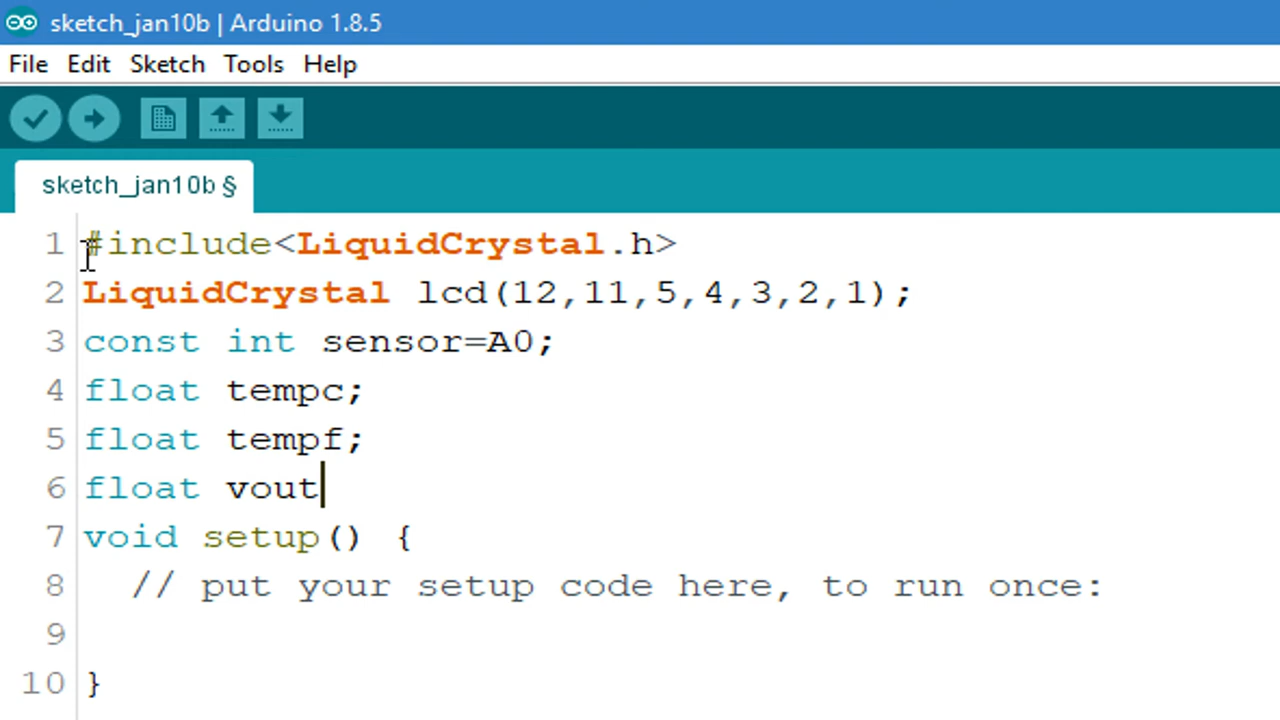 sketch_jan10b | Arduino 1.8.5
File Edit Sketch Tools Help
sketch_jan10b §
1 #include<LiquidCrystal.h>
2 LiquidCrystal lcd(12,11,5,4,3,2,1);
3 const int sensor=A0;
4 float tempc;
5 float tempf;
6 float vout
7 void setup() {
8 // put your setup code here, to run once:
9
10 }